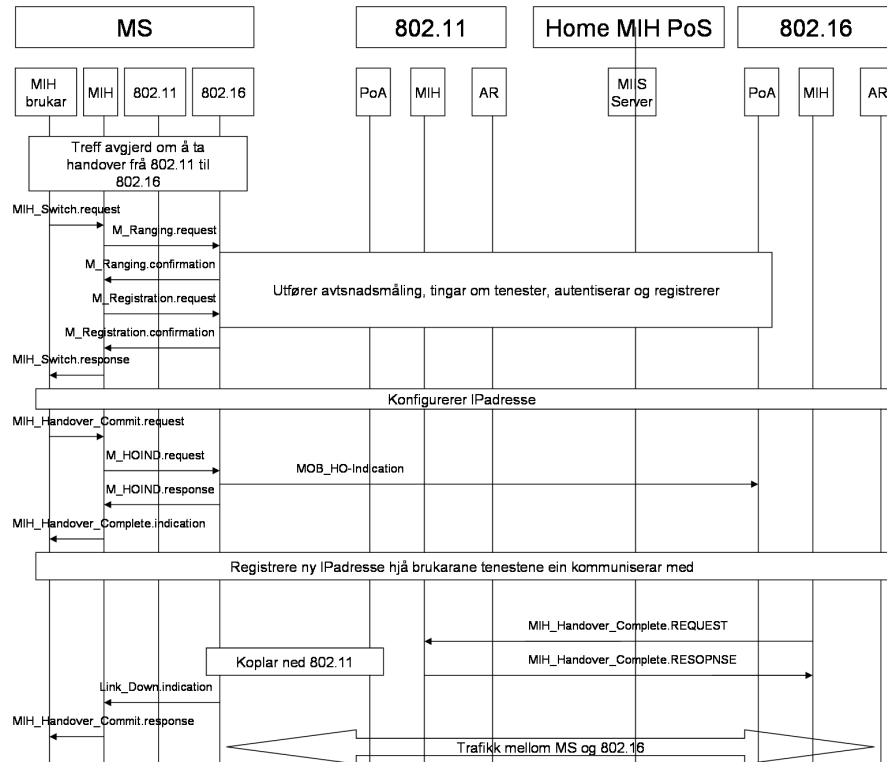 MS
802.11
Home MIH PoS
802.16
MIH
brukar
MIH
802.11
802.16
PoA
MIH
AR
MIIS
Server
PoA
MIH
AR
Treff avgjerd om å ta
handover frå 802.11 til
802.16
MIH_Switch.request
M_Ranging.request
M_Ranging.confirmation
M_Registration.request
Utfører avtsnadsmåling, tingar om tenester, autentiserar og registrerer
M_Registration.confirmation
MIH_Switch.response
Konfigurerer IPadresse
MIH_Handover_Commit.request
M_HOIND.request
MOB_HO-Indication
M_HOIND.response
MIH_Handover_Complete.indication
Registrere ny IPadresse hjå brukarane tenestene ein kommuniserar med
MIH_Handover_Complete.REQUEST
Koplar ned 802.11
MIH_Handover_Complete.RESOPNSE
Link_Down.indication
MIH_Handover_Commit.response
Trafikk mellom MS og 802.16